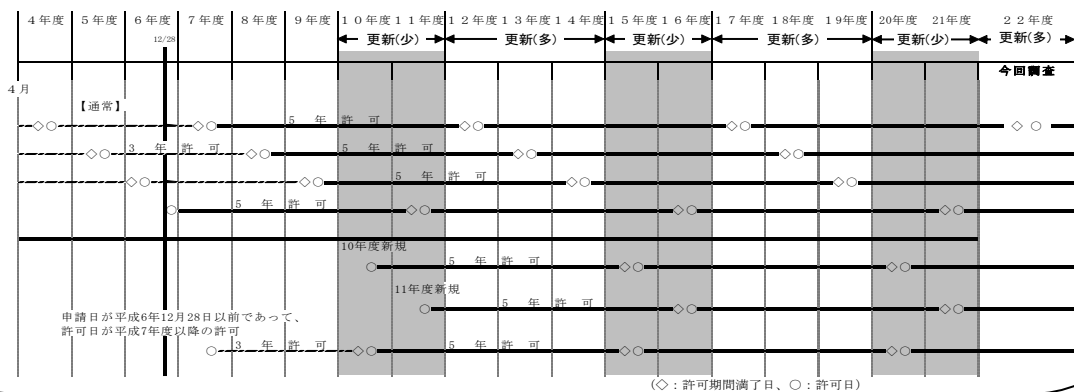 4年度 5年度 6年度 7年度 8年度 9年度 10年度 11年度 12年度 13年度 14年度 15年度 16年度 17年度 18年度 19年度 20年度 21年度 22年度
12/28 更新(少) 更新(多) 更新(少) 更新(多) 更新(少) 更新(多)
今回調査
4月
【通常】
5年許可
3年許可 5年許可
5年許可
5年許可
10年度新規
5年許可
11年度新規
5年許可
申請日が平成6年12月28日以前であって、
許可日が平成7年度以降の許可
3年許可 5年許可
(◇:許可期間満了日、○:許可日)